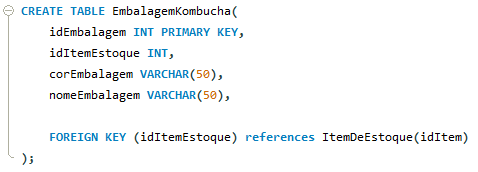 CREATE TABLE EmbalagemKombucha(
idEmbalagem INT PRIMARY KEY,
idItemEstoque INT,
corEmbalagem VARCHAR(50),
nomeEmbalagem VARCHAR(50),
FOREIGN KEY (idItemEstoque) references ItemDeEstoque(idItem)
);